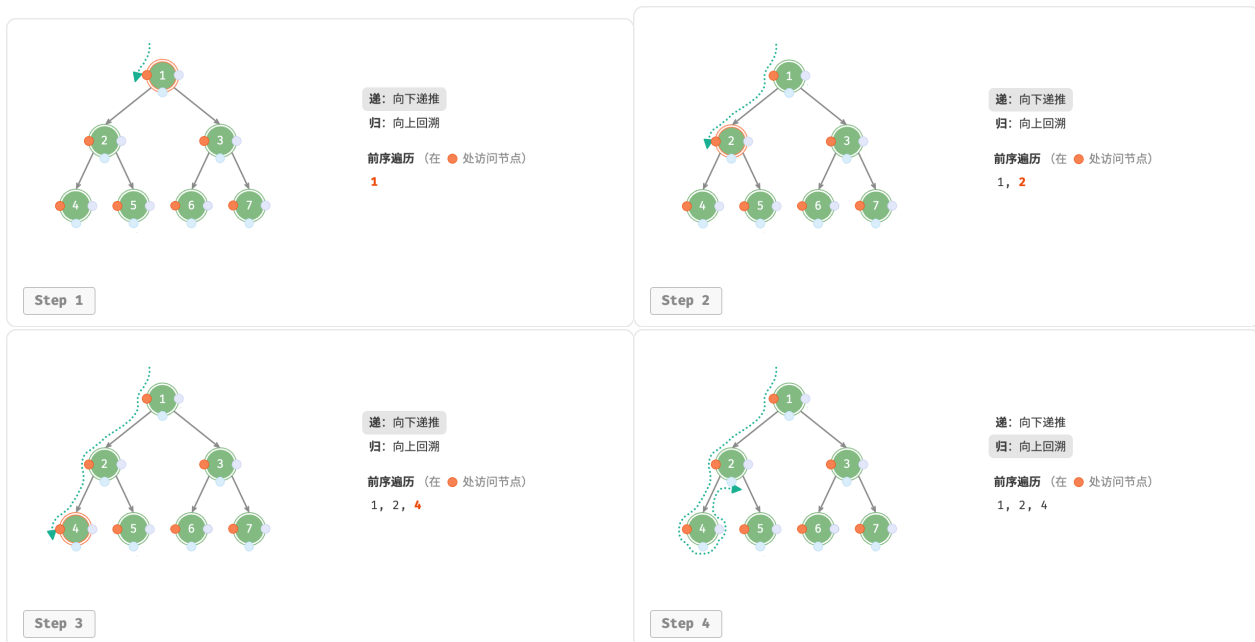 1
2 3
4 5 6 7
递：向下递推
归：向上回溯
前序遍历 （在 处访问节点）
1
Step 1
1
2 3
4 5 6 7
递：向下递推
归：向上回溯
前序遍历 （在 处访问节点）
1, 2
Step 2
1
2 3
4 5 6 7
递：向下递推
归：向上回溯
前序遍历 （在 处访问节点）
1, 2, 4
Step 3
1
2 3
4 5 6 7
递：向下递推
归：向上回溯
前序遍历 （在 处访问节点）
1, 2, 4
Step 4